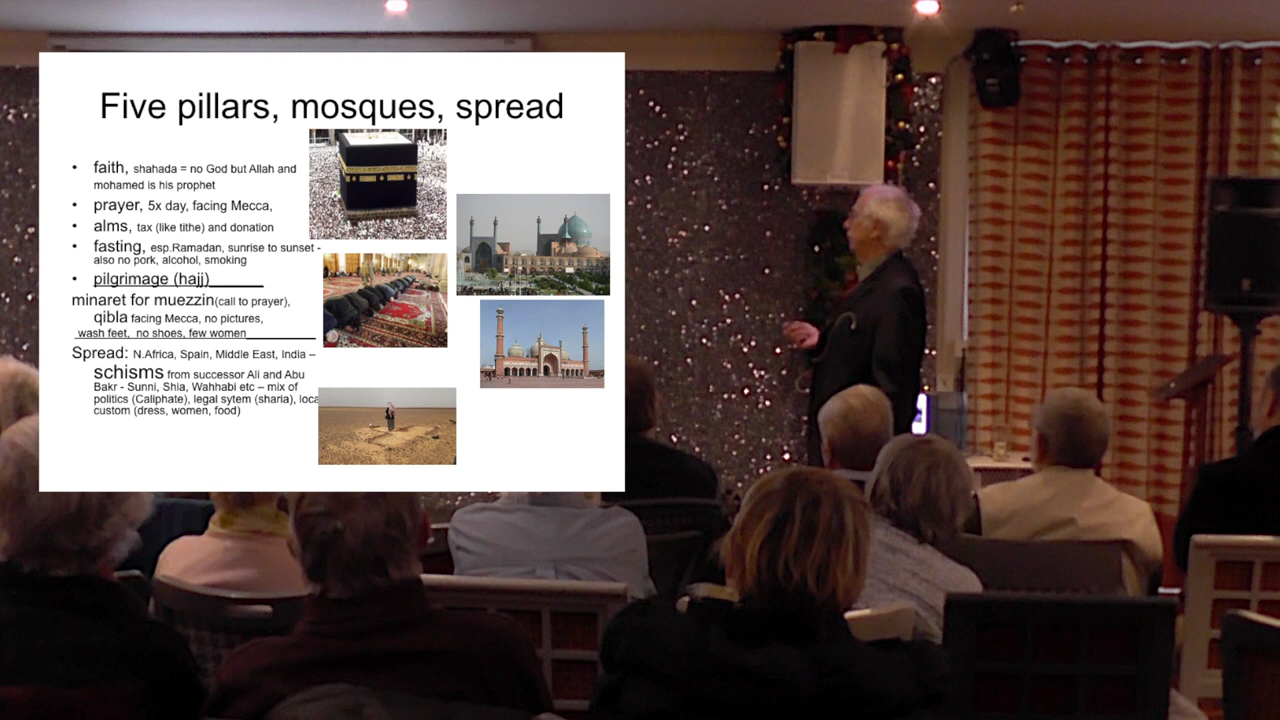 Five pillars, mosques, spread
• faith, shahada = no God but Allah and
mohamed is his prophet
• prayer, 5x day, facing Mecca,
• alms, tax (like tithe) and donation
• fasting, esp.Ramadan, sunrise to sunset -
also no pork, alcohol, smoking
• pilgrimage (hajj)______
minaret for muezzin(call to prayer),
qibla facing Mecca, no pictures,
wash feet, no shoes, few women___________
Spread: N.Africa, Spain, Middle East, India –
schisms from successor Ali and Abu
Bakr - Sunni, Shia, Wahhabi etc – mix of
politics (Caliphate), legal sytem (sharia),
custom (dress, women, food)